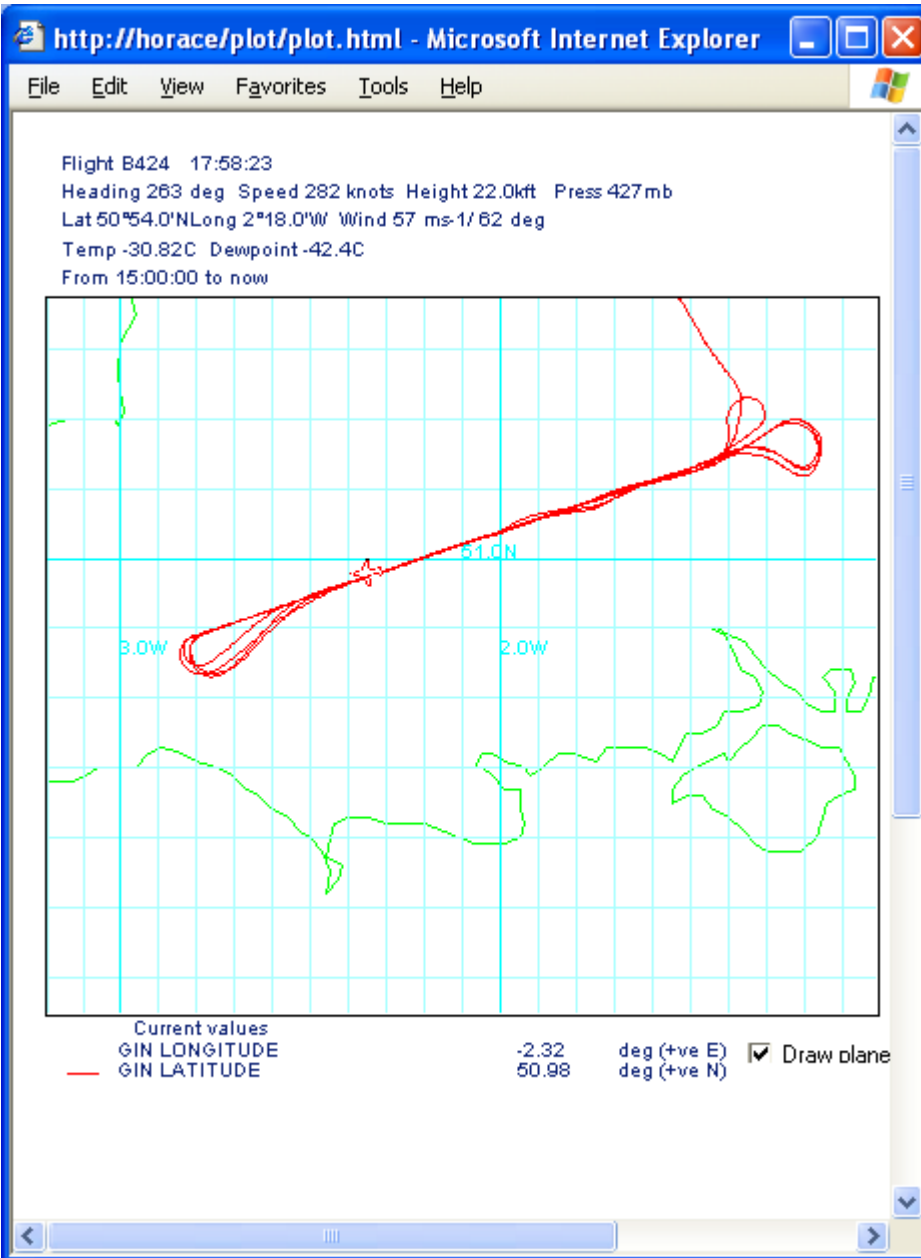 http://horace/plot/plot.html - Microsoft Internet Explorer
File Edit View Favorites Tools Help
Flight B424 17:58:23
Heading 263 deg Speed 282 knots Height 22.0kft Press 427mb
Lat 50°54.0'NLong 2°18.0'W Wind 57 ms-1/ 62 deg
Temp -30.82C Dewpoint -42.4C
From 15:00:00 to now
51.0N
3.0W 2.0W
Current values
GIN LONGITUDE -2.32 deg (+ve E)
GIN LATITUDE 50.98 deg (+ve N)
Draw plane